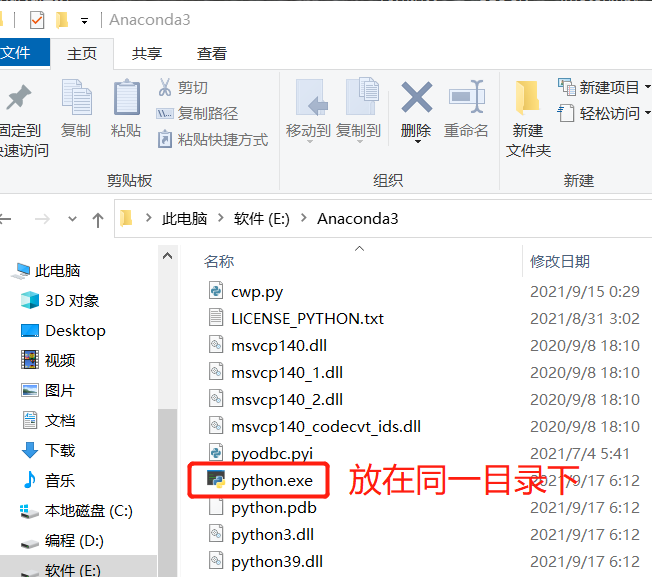 Anaconda3
文件 主页 共享 查看
固定到快速访问
复制
粘贴
剪切
复制路径
粘贴快捷方式
移动到 复制到
删除
重命名
新建
文件夹
新建项目
轻松访问
剪贴板 组织 新建
此电脑 软件 (E:) Anaconda3
名称 修改日期
此电脑
3D 对象
Desktop
视频
图片
文档
下载
音乐
本地磁盘 (C:)
编程 (D:)
软件 (E:)
cwp.py 2021/9/15 0:29
LICENSE_PYTHON.txt 2021/8/31 3:02
msvcp140.dll 2020/9/8 18:10
msvcp140_1.dll 2020/9/8 18:10
msvcp140_2.dll 2020/9/8 18:10
msvcp140_codecvt_ids.dll 2020/9/8 18:10
pyodbc.pyi 2021/7/4 5:41
python.exe 放在同一目录下 2021/9/17 6:12
python.pdb 2021/9/17 6:12
python3.dll 2021/9/17 6:12
python39.dll 2021/9/17 6:12